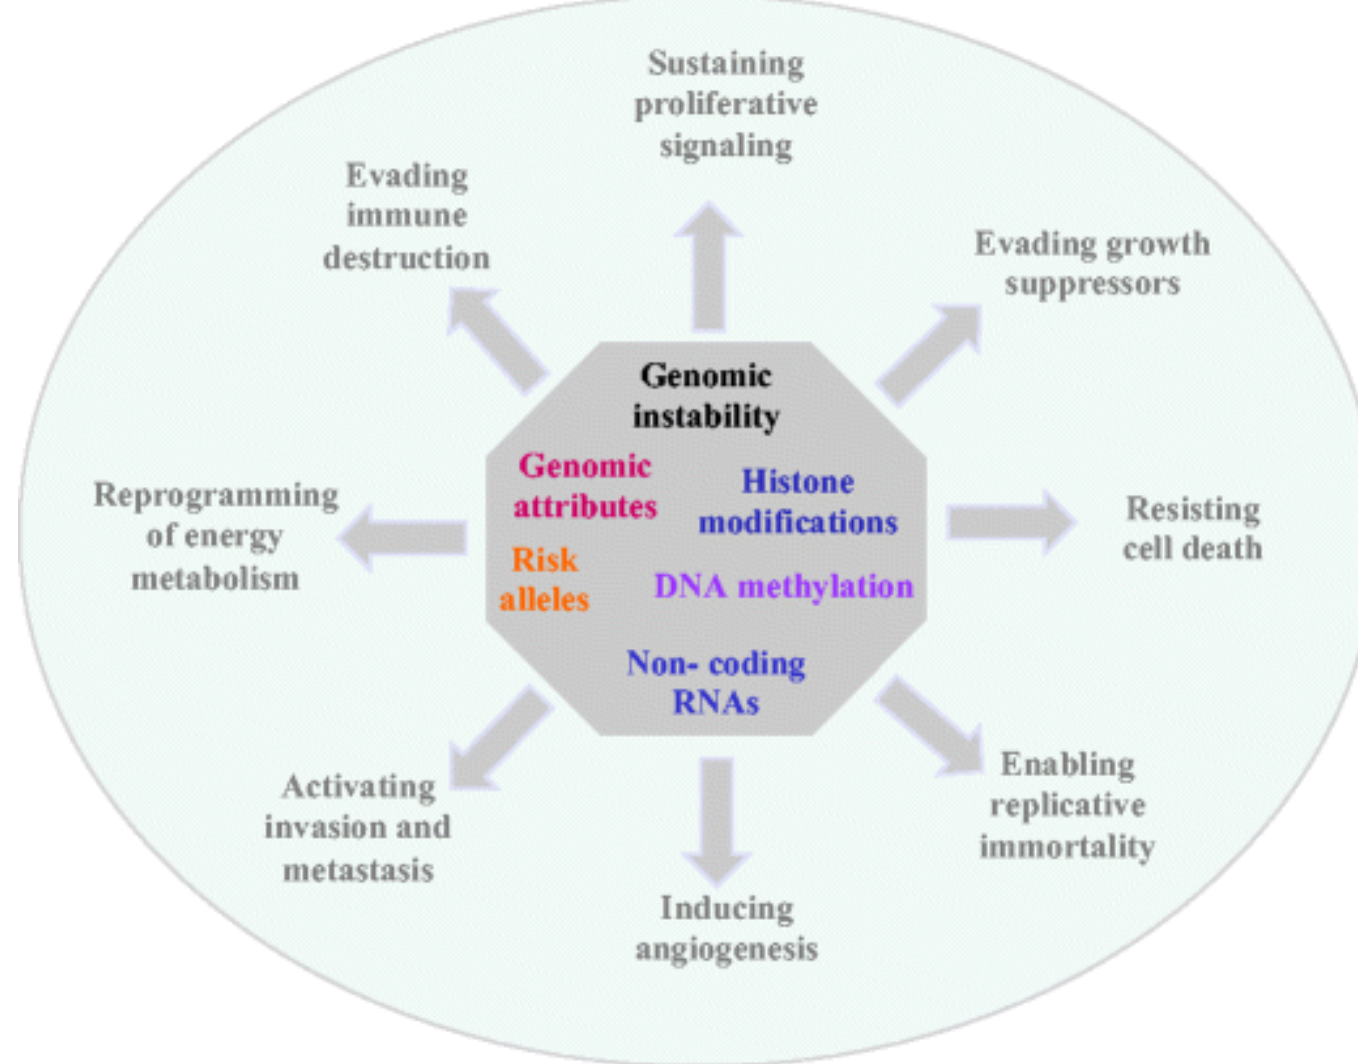 Sustaining
proliferative
signaling
Evading
immune
destruction
Evading growth
suppressors
Genomic
instability
Genomic
attributes
Histone
modifications
Risk
alleles
DNA methylation
Non- coding
RNAs
Reprogramming
of energy
metabolism
Resisting
cell death
Activating
invasion and
metastasis
Enabling
replicative
immortality
Inducing
angiogenesis